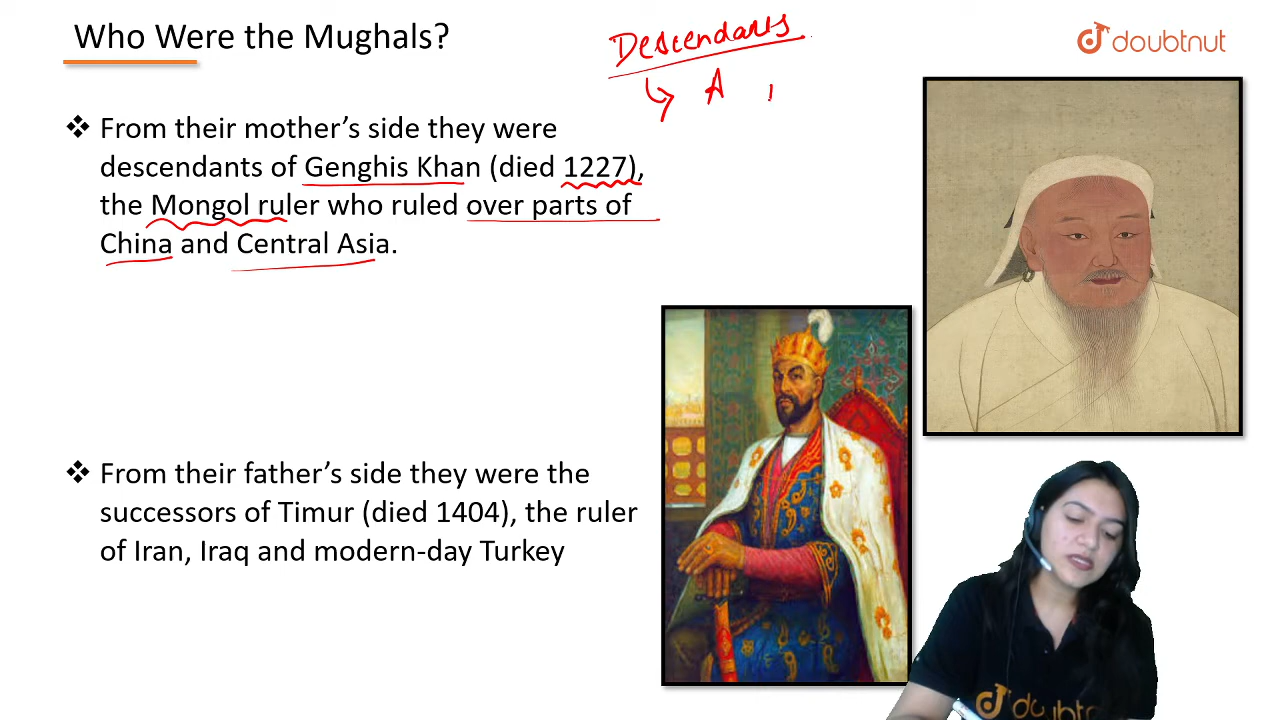 Who Were the Mughals?
Descendants
A
doubtnut
❖ From their mother’s side they were
descendants of Genghis Khan (died 1227),
the Mongol ruler who ruled over parts of
China and Central Asia.
❖ From their father’s side they were the
successors of Timur (died 1404), the ruler
of Iran, Iraq and modern-day Turkey